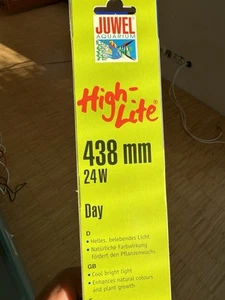 JUWEL
AQUARIUM
High-
Lite®
438 mm
24W
Day
D
• Helles, belebendes Licht
• Natürliche Farbwirkung
fördert den Pflanzenwuchs
GB
• Cool bright light
• Enhances natural colours
and plant growth